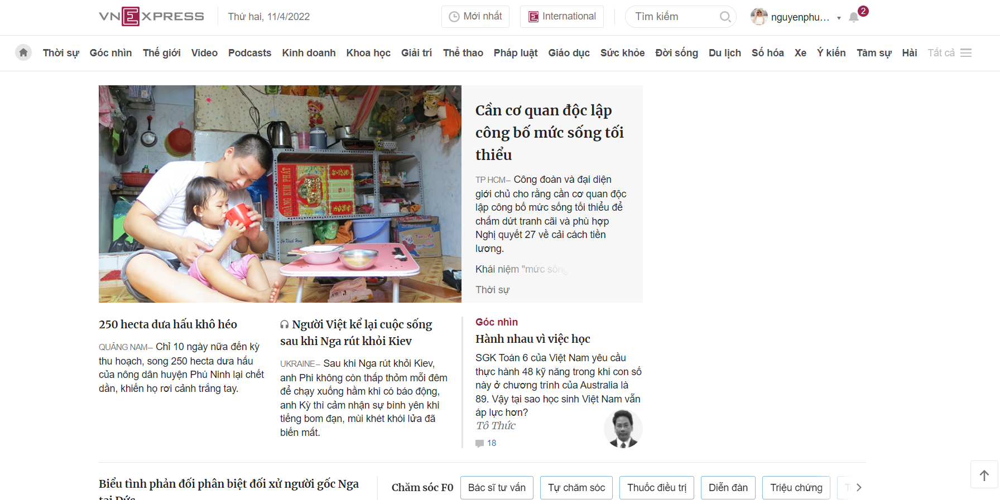 VNEXPRESS
Thứ hai, 11/4/2022
Mới nhất
E International
Tìm kiếm
nguyenphu...
2
Thời sự Góc nhìn Thế giới Video Podcasts Kinh doanh Khoa học Giải trí Thể thao Pháp luật Giáo dục Sức khỏe Đời sống Du lịch Số hóa Xe Ý kiến Tâm sự Hài Tất cả
HOÀNG KIM PHÁT
Cần cơ quan độc lập
công bố mức sống tối
thiểu
TP HCM– Công đoàn và đại diện
giới chủ cho rằng cần cơ quan độc
lập công bố mức sống tối thiểu để
chấm dứt tranh cãi và phù hợp
Nghị quyết 27 về cải cách tiền
lương.
Khái niệm "mức sống
Thời sự
250 hecta dưa hấu khô héo
QUẢNG NAM– Chỉ 10 ngày nữa đến kỳ
thu hoạch, song 250 hecta dưa hấu
của nông dân huyện Phú Ninh lại chết
dần, khiến họ rơi cảnh trắng tay.
Người Việt kể lại cuộc sống
sau khi Nga rút khỏi Kiev
UKRAINE– Sau khi Nga rút khỏi Kiev,
anh Phi không còn thấp thỏm mỗi đêm
để chạy xuống hầm khi có báo động,
anh Kỳ thì cảm nhận sự bình yên khi
tiếng bom đạn, mùi khét khói lửa đã
biến mất.
Góc nhìn
Hành nhau vì việc học
SGK Toán 6 của Việt Nam yêu cầu
thực hành 48 kỹ năng trong khi con số
này ở chương trình của Australia là
89. Vậy tại sao học sinh Việt Nam vẫn
áp lực hơn?
Tô Thức
18
Biểu tình phản đối phân biệt đối xử người gốc Nga
tại Đức
Chăm sóc F0
Bác sĩ tư vấn
Tự chăm sóc
Thuốc điều trị
Diễn đàn
Triệu chứng